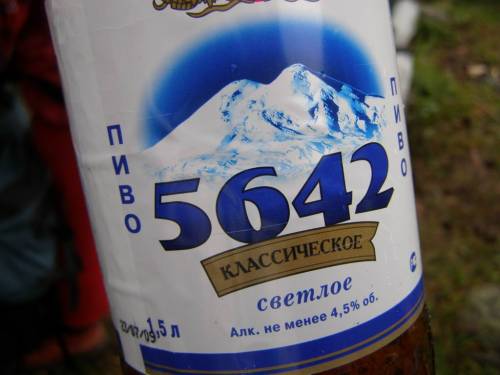 ПИВО
ПИВО
5642
КЛАССИЧЕСКОЕ
светлое
Алк. не менее 4,5% об.
1,5 л